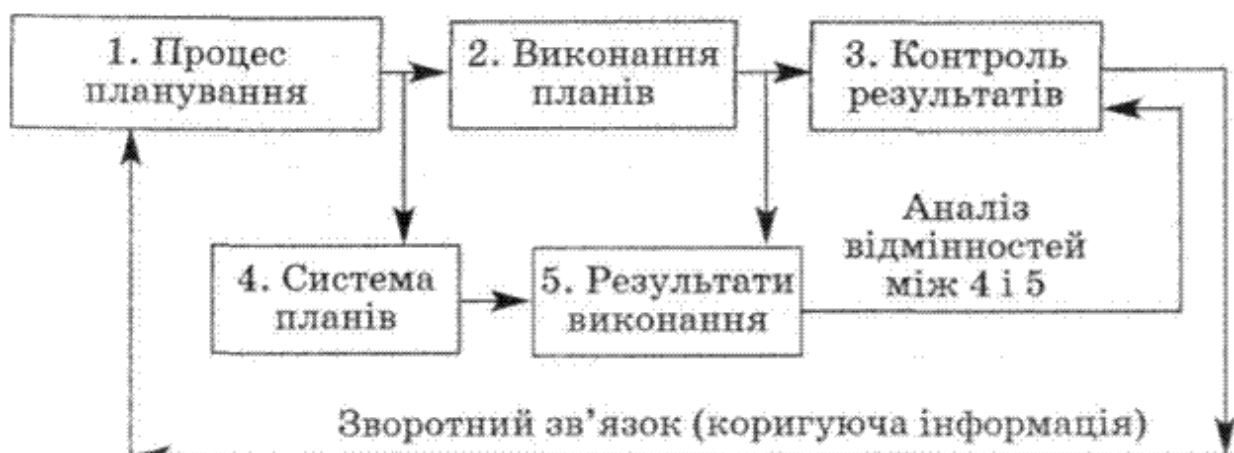 1. Процес
планування
2. Виконання
планів
3. Контроль
результатів
4. Система
планів
5. Результати
виконання
Аналіз
відмінностей
між 4 і 5
Зворотний зв’язок (коригуюча інформація)